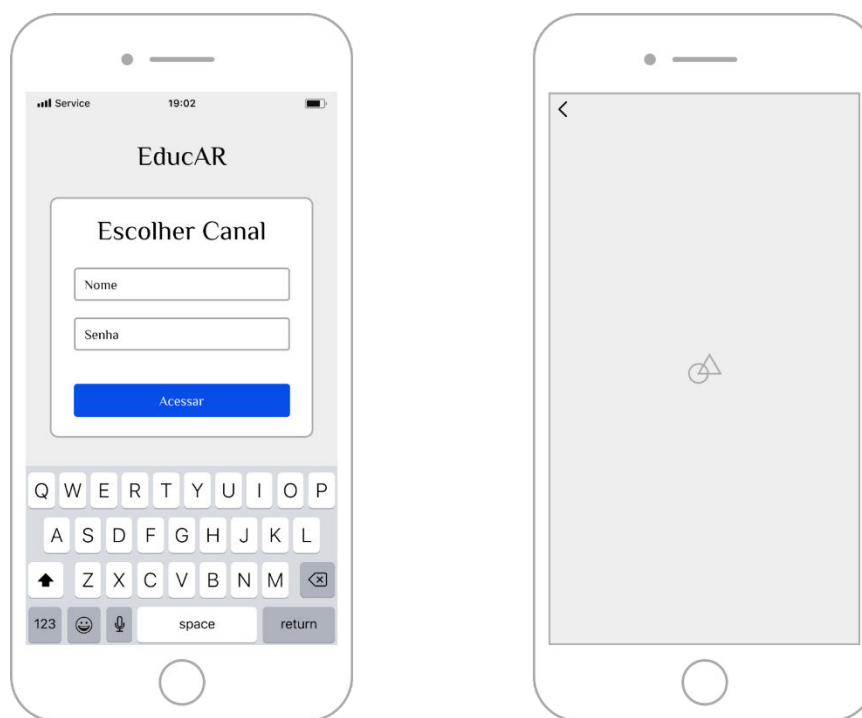 Service 19:02
EducAR
Escolher Canal
Nome
Senha
Acessar
Q W E R T Y U I O P
A S D F G H J K L
Z X C V B N M
123 space return